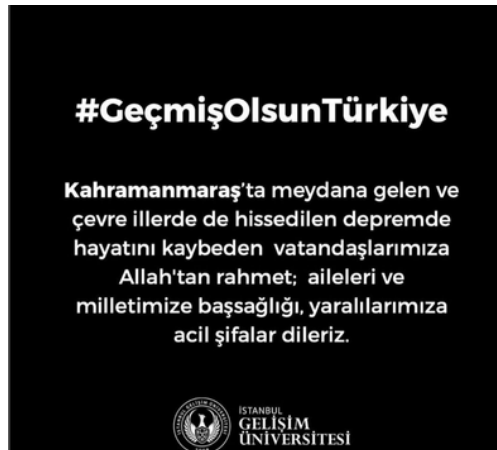 #GeçmişOlsunTürkiye
Kahramanmaraş'ta meydana gelen ve
çevre illerde de hissedilen depremde
hayatını kaybeden vatandaşlarımıza
Allah'tan rahmet; aileleri ve
milletimize başsağlığı, yaralılarımıza
acil şifalar dileriz.
İSTANBUL
GELİŞİM
ÜNİVERSİTESİ